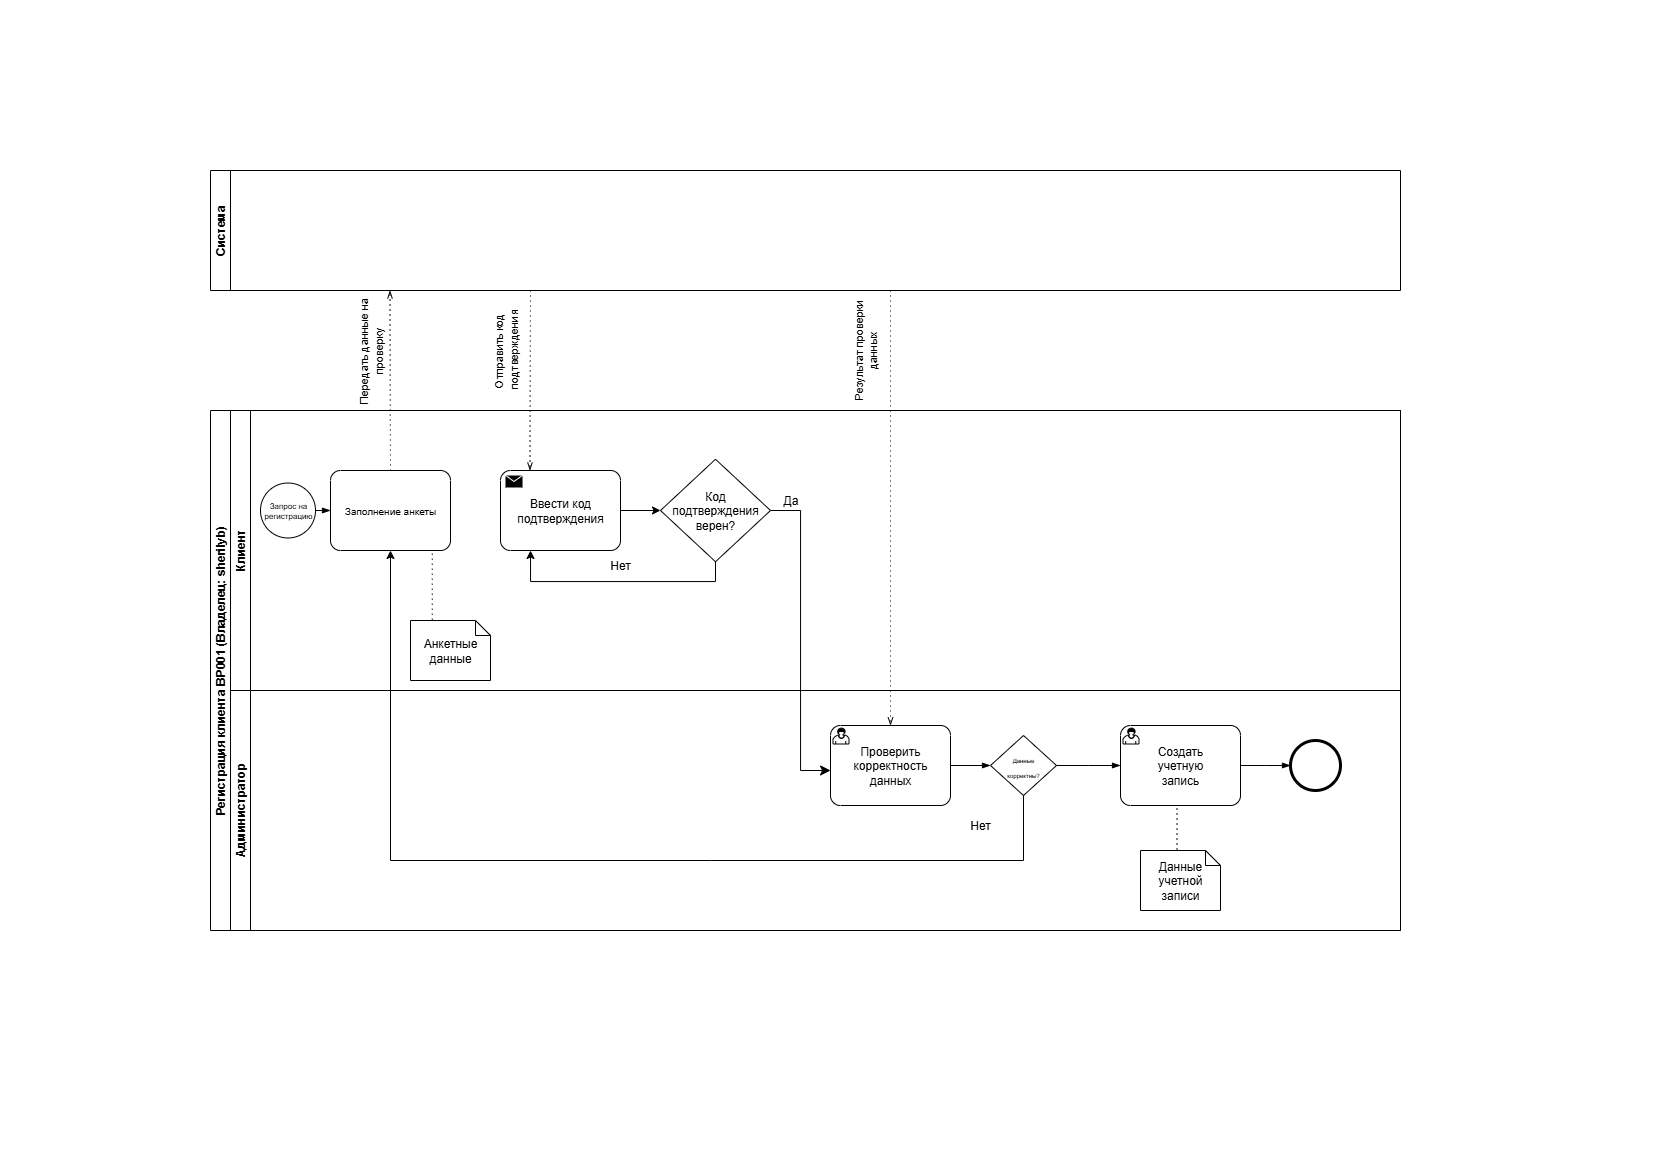 Система
Передать данные на
проверку
Отправить код
подтверждения
Результат проверки
данных
Регистрация клиента BP001 (Владелец: sherilyb)
Клиент
Запрос на
регистрацию
Заполнение анкеты
Ввести код
подтверждения
Код
подтверждения
верен?
Да
Нет
Анкетные
данные
Администратор
Проверить
корректность
данных
Данные
корректны?
Нет
Создать
учетную
запись
Данные
учетной
записи